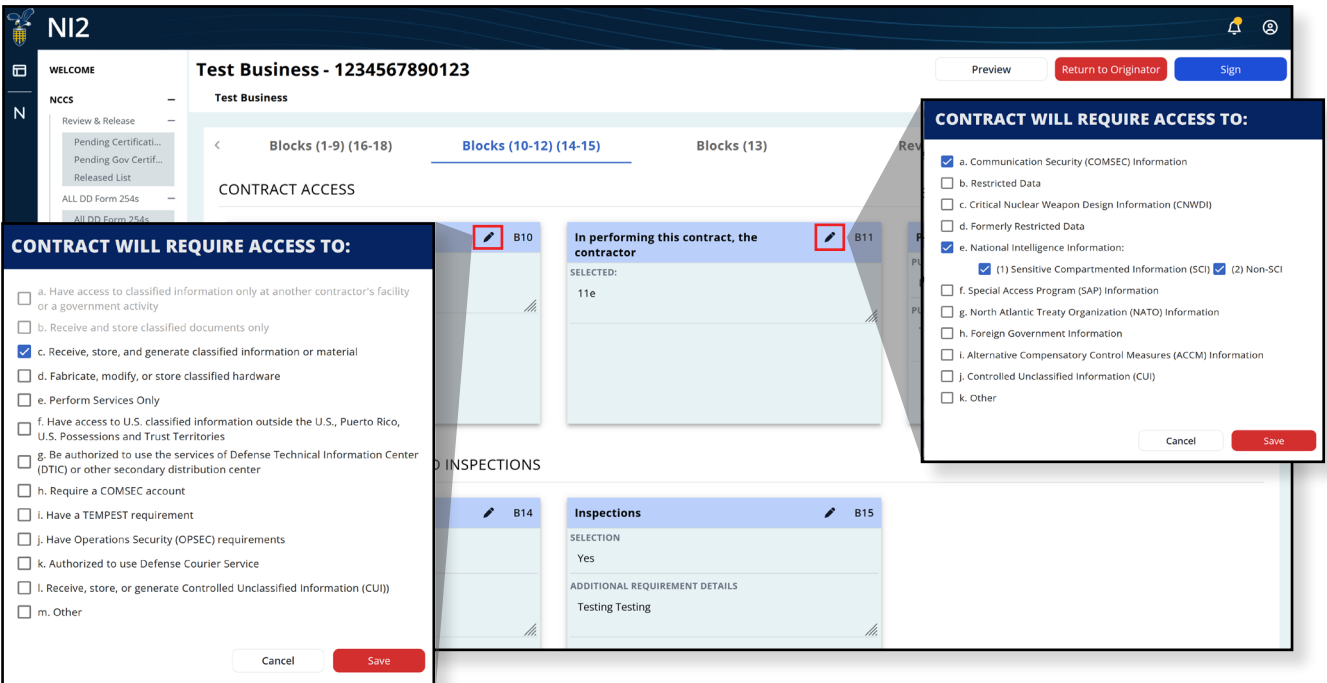 NI2
WELCOME
NCCS
Review & Release
Pending Certificati...
Pending Gov Certif...
Released List
ALL DD Form 254s
All DD Form 254s
N
Test Business - 1234567890123
Preview
Return to Originator
Sign
Test Business
Blocks (1-9) (16-18)
Blocks (10-12) (14-15)
Blocks (13)
Rev
CONTRACT ACCESS
B10
In performing this contract, the
contractor
B11
SELECTED:
11e
INSPECTIONS
B14
Inspections
B15
SELECTION
Yes
ADDITIONAL REQUIREMENT DETAILS
Testing Testing
CONTRACT WILL REQUIRE ACCESS TO:
a. Have access to classified information only at another contractor's facility
or a government activity
b. Receive and store classified documents only
c. Receive, store, and generate classified information or material
d. Fabricate, modify, or store classified hardware
e. Perform Services Only
f. Have access to U.S. classified information outside the U.S., Puerto Rico,
U.S. Possessions and Trust Territories
g. Be authorized to use the services of Defense Technical Information Center
(DTIC) or other secondary distribution center
h. Require a COMSEC account
i. Have a TEMPEST requirement
j. Have Operations Security (OPSEC) requirements
k. Authorized to use Defense Courier Service
l. Receive, store, or generate Controlled Unclassified Information (CUI))
m. Other
Cancel
Save
CONTRACT WILL REQUIRE ACCESS TO:
a. Communication Security (COMSEC) Information
b. Restricted Data
c. Critical Nuclear Weapon Design Information (CNWDI)
d. Formerly Restricted Data
e. National Intelligence Information:
(1) Sensitive Compartmented Information (SCI) (2) Non-SCI
f. Special Access Program (SAP) Information
g. North Atlantic Treaty Organization (NATO) Information
h. Foreign Government Information
i. Alternative Compensatory Control Measures (ACCM) Information
j. Controlled Unclassified Information (CUI)
k. Other
Cancel
Save